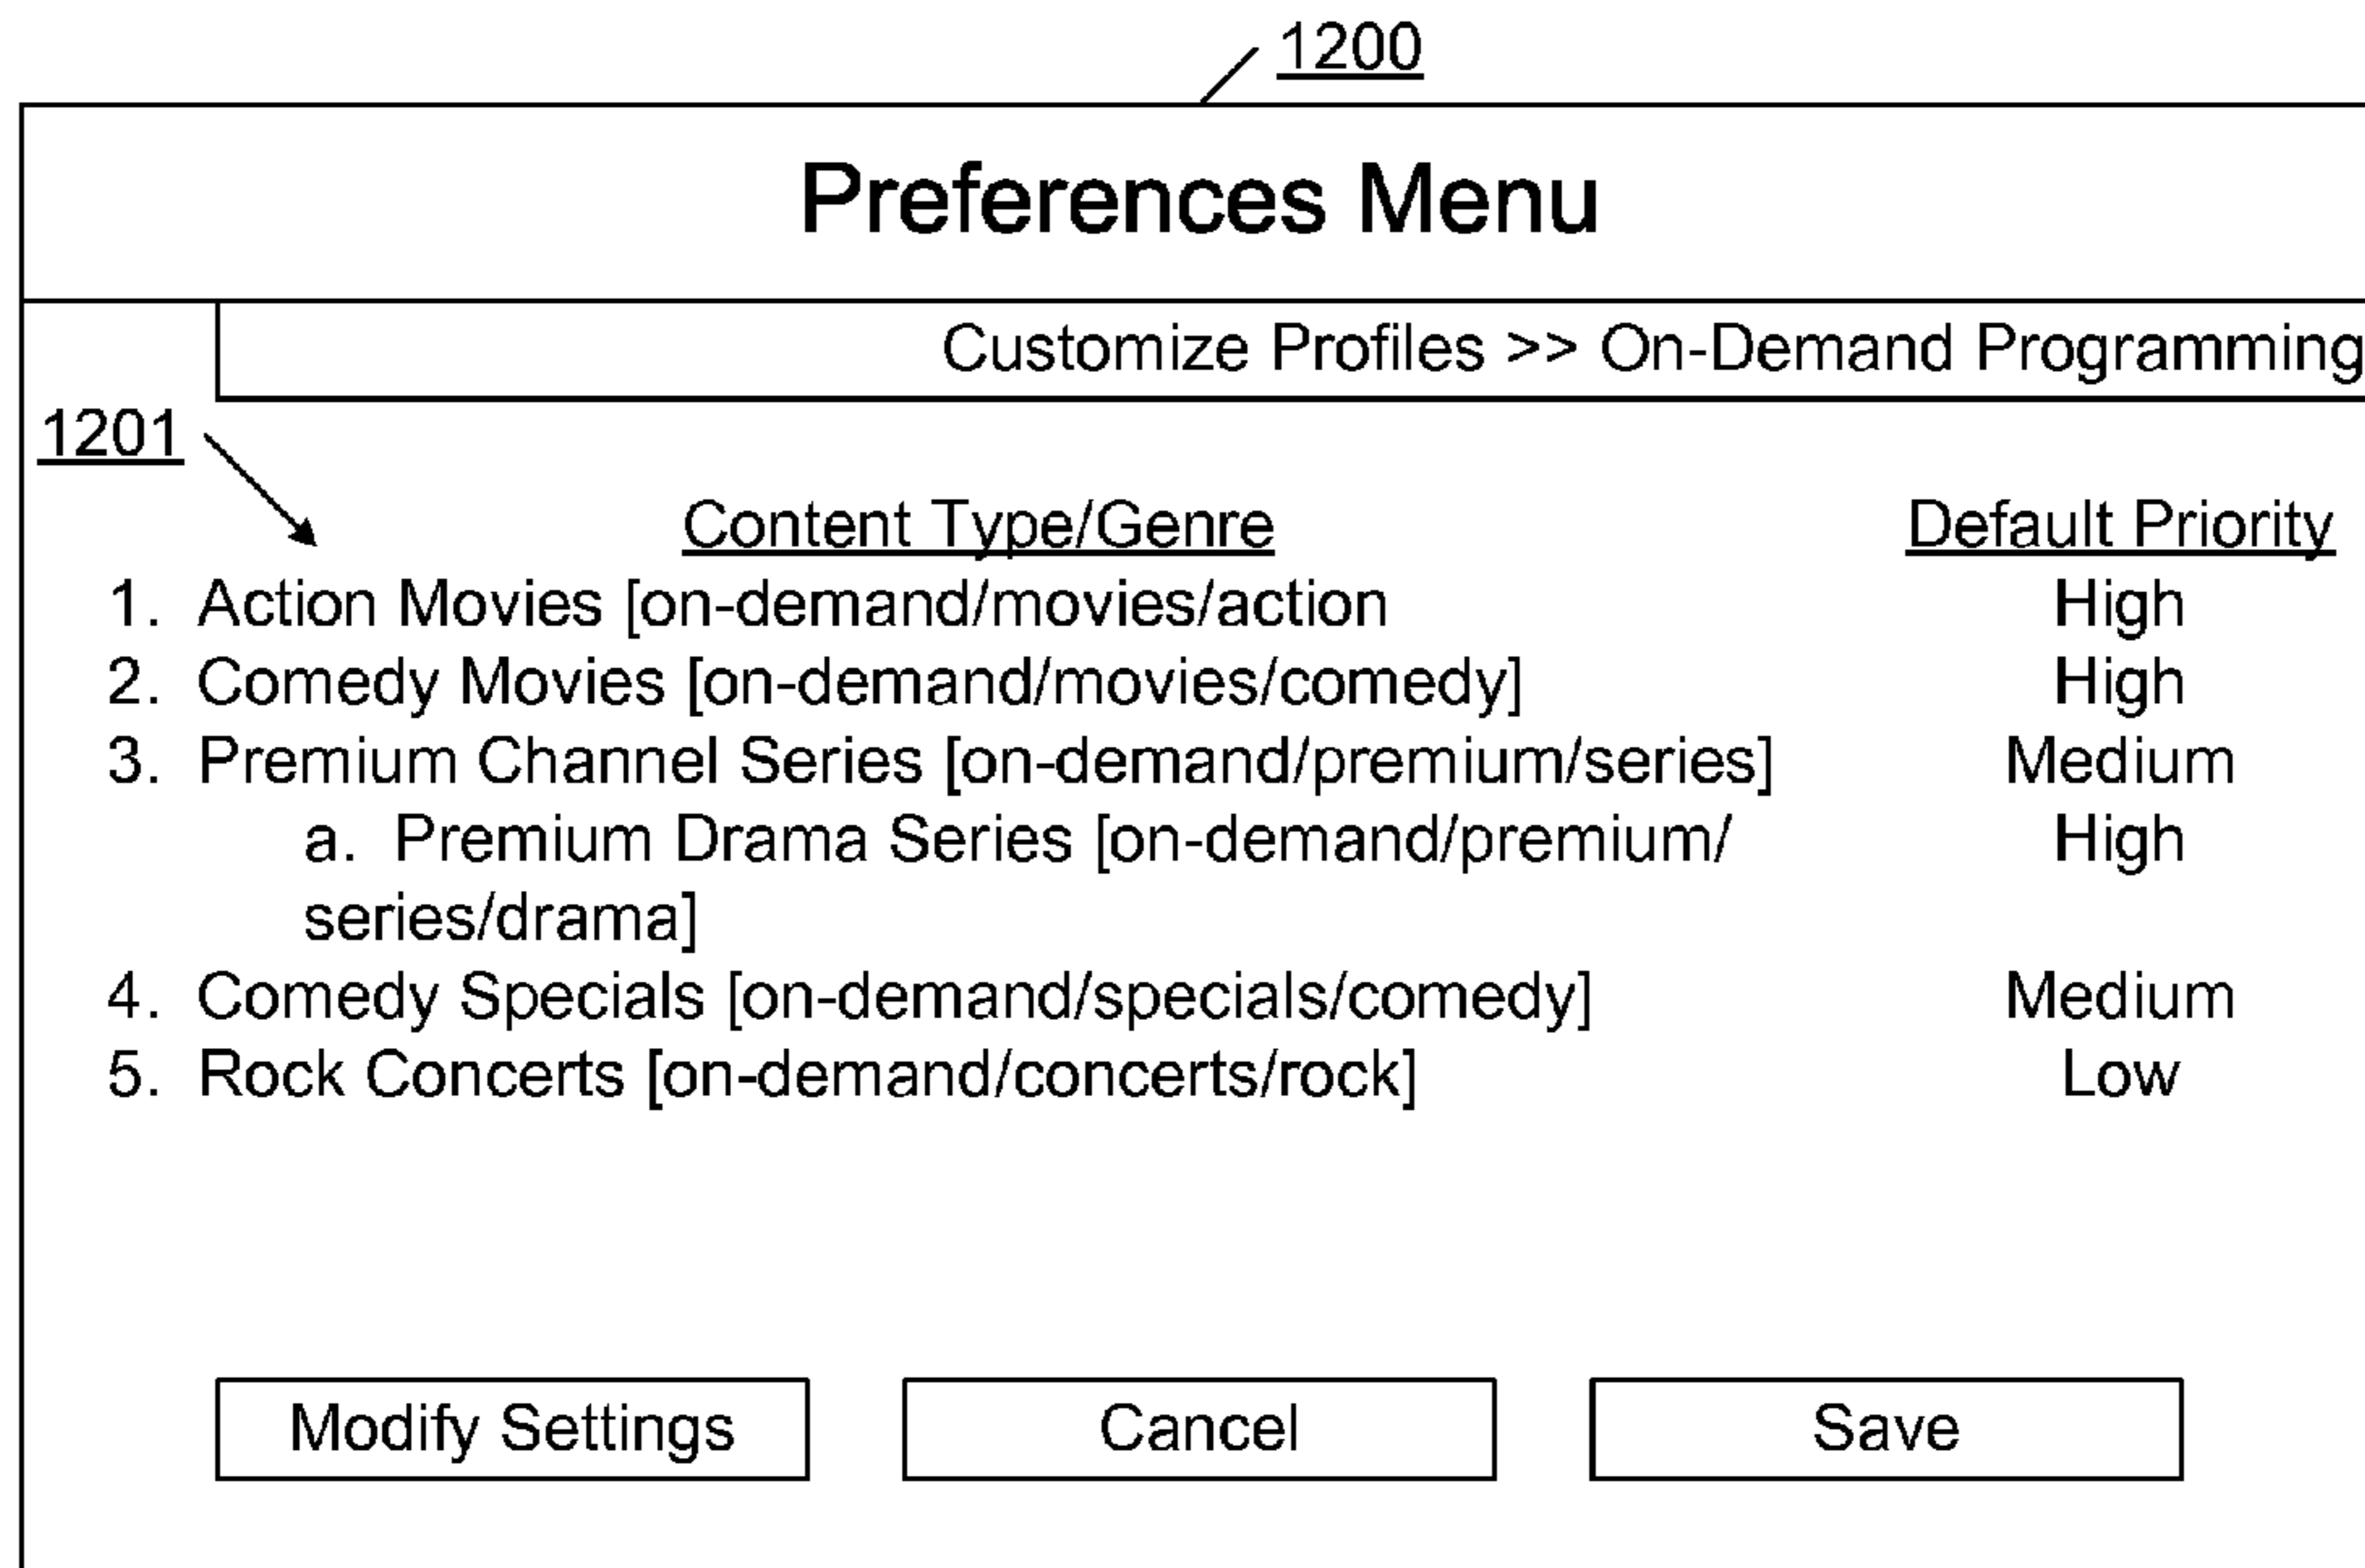 1200
Preferences Menu
Customize Profiles >> On-Demand Programming
1201
Content Type/Genre Default Priority
1. Action Movies [on-demand/movies/action High
2. Comedy Movies [on-demand/movies/comedy] High
3. Premium Channel Series [on-demand/premium/series] Medium
a. Premium Drama Series [on-demand/premium/ High
series/drama]
4. Comedy Specials [on-demand/specials/comedy] Medium
5. Rock Concerts [on-demand/concerts/rock] Low
Modify Settings Cancel Save